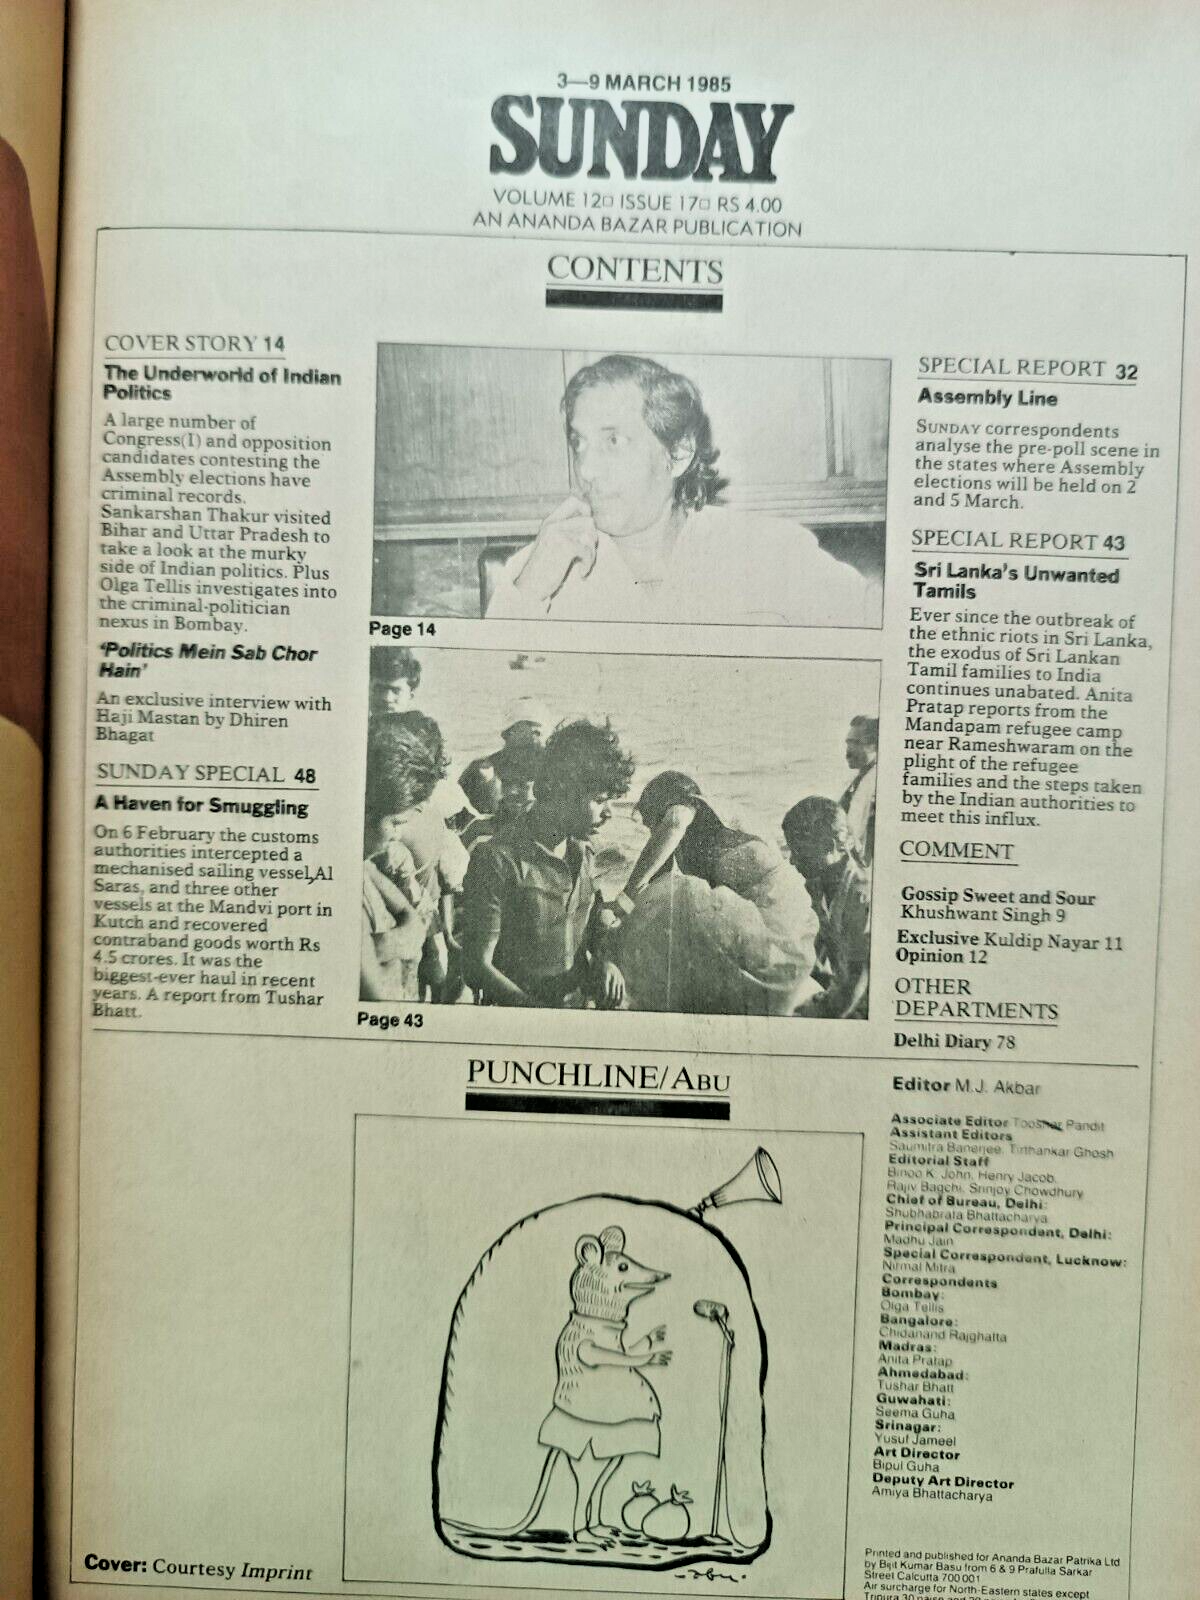 3—9 MARCH 1985
SUNDAY
VOLUME 12□ ISSUE 17□ RS 4.00
AN ANANDA BAZAR PUBLICATION
CONTENTS
COVER STORY 14
The Underworld of Indian
Politics
A large number of
Congress(I) and opposition
candidates contesting the
Assembly elections have
criminal records.
Sankarshan Thakur visited
Bihar and Uttar Pradesh to
take a look at the murky
side of Indian politics. Plus
Olga Tellis investigates into
the criminal-politician
nexus in Bombay.
‘Politics Mein Sab Chor
Hain’
An exclusive interview with
Haji Mastan by Dhiren
Bhagat
SUNDAY SPECIAL 48
A Haven for Smuggling
On 6 February the customs
authorities intercepted a
mechanised sailing vessel,Al
Saras, and three other
vessels at the Mandvi port in
Kutch and recovered
contraband goods worth Rs
4.5 crores. It was the
biggest-ever haul in recent
years. A report from Tushar
Bhatt.
Page 14
Page 43
SPECIAL REPORT 32
Assembly Line
SUNDAY correspondents
analyse the pre-poll scene in
the states where Assembly
elections will be held on 2
and 5 March.
SPECIAL REPORT 43
Sri Lanka's Unwanted
Tamils
Ever since the outbreak of
the ethnic riots in Sri Lanka,
the exodus of Sri Lankan
Tamil families to India
continues unabated. Anita
Pratap reports from the
Mandapam refugee camp
near Rameshwaram on the
plight of the refugee
families and the steps taken
by the Indian authorities to
meet this influx.
COMMENT
Gossip Sweet and Sour
Khushwant Singh 9
Exclusive Kuldip Nayar 11
Opinion 12
OTHER
DEPARTMENTS
Delhi Diary 78
PUNCHLINE/ABU
abu.
Cover: Courtesy Imprint
Editor M.J. Akbar
Associate Editor Tooshar Pandit
Assistant Editors
Saumitra Banerjee, Tirthankar Ghosh
Editorial Staff
Binoo K. John, Henry Jacob,
Rajiv Bagchi, Srinjoy Chowdhury
Chief of Bureau, Delhi:
Shubhabrata Bhattacharya
Principal Correspondent, Delhi:
Madhu Jain
Special Correspondent, Lucknow:
Nirmal Mitra
Correspondents
Bombay:
Olga Tellis
Bangalore:
Chidanand Rajghatta
Madras:
Anita Pratap
Ahmedabad:
Tushar Bhatt
Guwahati:
Seema Guha
Srinagar:
Yusuf Jameel
Art Director
Bipul Guha
Deputy Art Director
Amiya Bhattacharya
Printed and published for Ananda Bazar Patrika Ltd
by Bijit Kumar Basu from 6 & 9 Prafulla Sarkar
Street Calcutta 700 001
Air surcharge for North-Eastern states except
Tripura 30 paise and